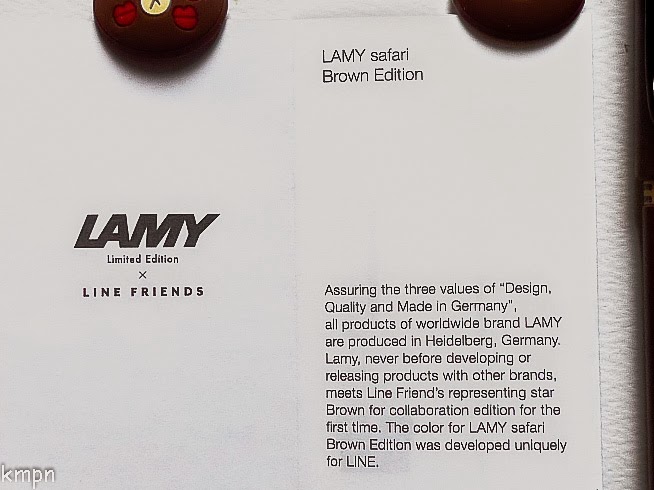 LAMY
Limited Edition
×
LINE FRIENDS
LAMY safari
Brown Edition
Assuring the three values of "Design,
Quality and Made in Germany",
all products of worldwide brand LAMY
are produced in Heidelberg, Germany.
Lamy, never before developing or
releasing products with other brands,
meets Line Friend's representing star
Brown for collaboration edition for the
first time. The color for LAMY safari
Brown Edition was developed uniquely
for LINE.
kmpn